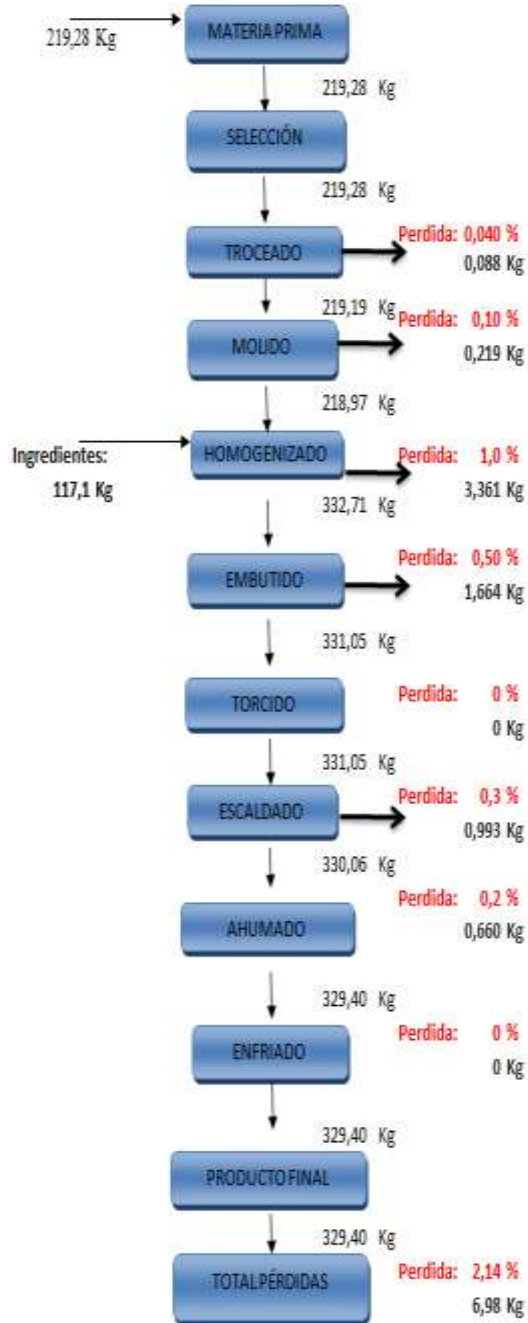 MATERIA PRIMA
219,28 Kg
219,28 Kg
SELECCIÓN
219,28 Kg
Perdida: 0,040 %
TROCEADO
0,088 Kg
219,19 Kg
Perdida: 0,10 %
MOLIDO
0,219 Kg
218,97 Kg
Ingredientes:
HOMOGENIZADO
Perdida: 1,0 %
117,1 Kg
3,361 Kg
332,71 Kg
Perdida: 0,50 %
EMBUTIDO
1,664 Kg
331,05 Kg
Perdida: 0 %
TORCIDO
0 Kg
331,05 Kg
Perdida: 0,3 %
ESCALDADO
0,993 Kg
330,06 Kg
Perdida: 0,2 %
AHUMADO
0,660 Kg
329,40 Kg
Perdida: 0 %
ENFRIADO
0 Kg
329,40 Kg
PRODUCTO FINAL
329,40 Kg
Perdida: 2,14 %
TOTAL PÉRDIDAS
6,98 Kg